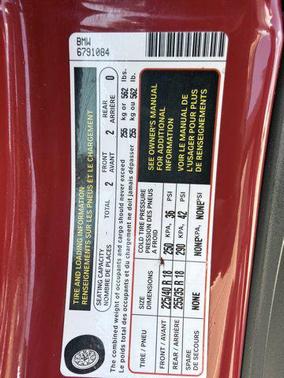 BMW
6791084
TIRE AND LOADING INFORMATION
RENSEIGNEMENTS SUR LES PNEUS ET LE CHARGEMENT
SEATING CAPACITY
NOMBRE DE PLACES
TOTAL 2
FRONT
AVANT 2
REAR
ARRIÈRE 0
The combined weight of occupants and cargo should never exceed 255 kg or 562 lbs.
Le poids total des occupants et du chargement ne doit jamais dépasser 255 kg ou 562 lb.
TIRE / PNEU
SIZE
DIMENSIONS
COLD TIRE PRESSURE
PRESSION DES PNEUS
A FROID
FRONT / AVANT 225/40 R 18 250 KPA, 36 PSI
REAR / ARRIÈRE 255/35 R 18 290 KPA, 42 PSI
SPARE
DE SECOURS
NONE NONE KPA, NONE PSI
SEE OWNER'S MANUAL
FOR ADDITIONAL
INFORMATION
VOIR LE MANUAL DE
L'USAGER POUR PLUS
DE RENSEIGNEMENTS